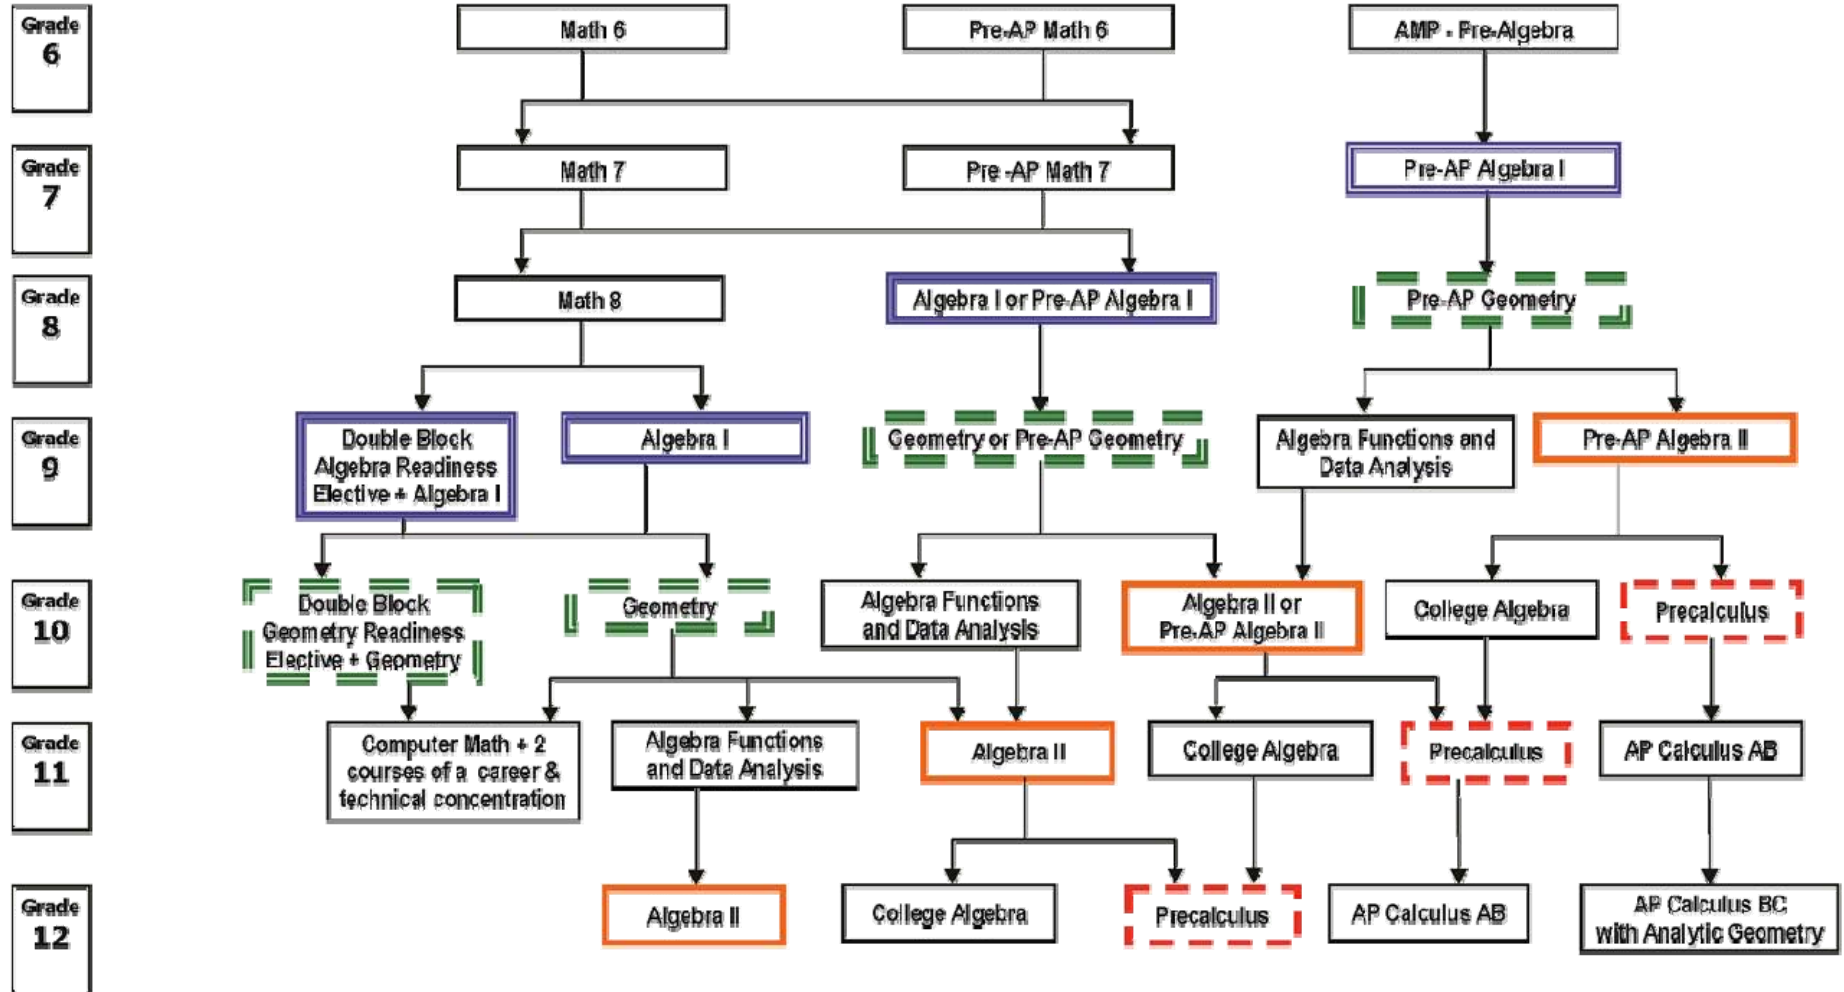 Grade
6
Math 6
Pre-AP Math 6
AMP - Pre-Algebra
Grade
7
Math 7
Pre -AP Math 7
Pre-AP Algebra I
Grade
8
Math 8
Algebra I or Pre-AP Algebra I
Pre-AP Geometry
Grade
9
Double Block
Algebra Readiness
Elective + Algebra I
Algebra I
Geometry or Pre-AP Geometry
Algebra Functions and
Data Analysis
Pre-AP Algebra II
Grade
10
Double Block
Geometry Readiness
Elective + Geometry
Geometry
Algebra Functions
and Data Analysis
Algebra II or
Pre-AP Algebra II
College Algebra
Precalculus
Grade
11
Computer Math + 2
courses of a career &
technical concentration
Algebra Functions
and Data Analysis
Algebra II
College Algebra
Precalculus
AP Calculus AB
Grade
12
Algebra II
College Algebra
Precalculus
AP Calculus AB
AP Calculus BC
with Analytic Geometry